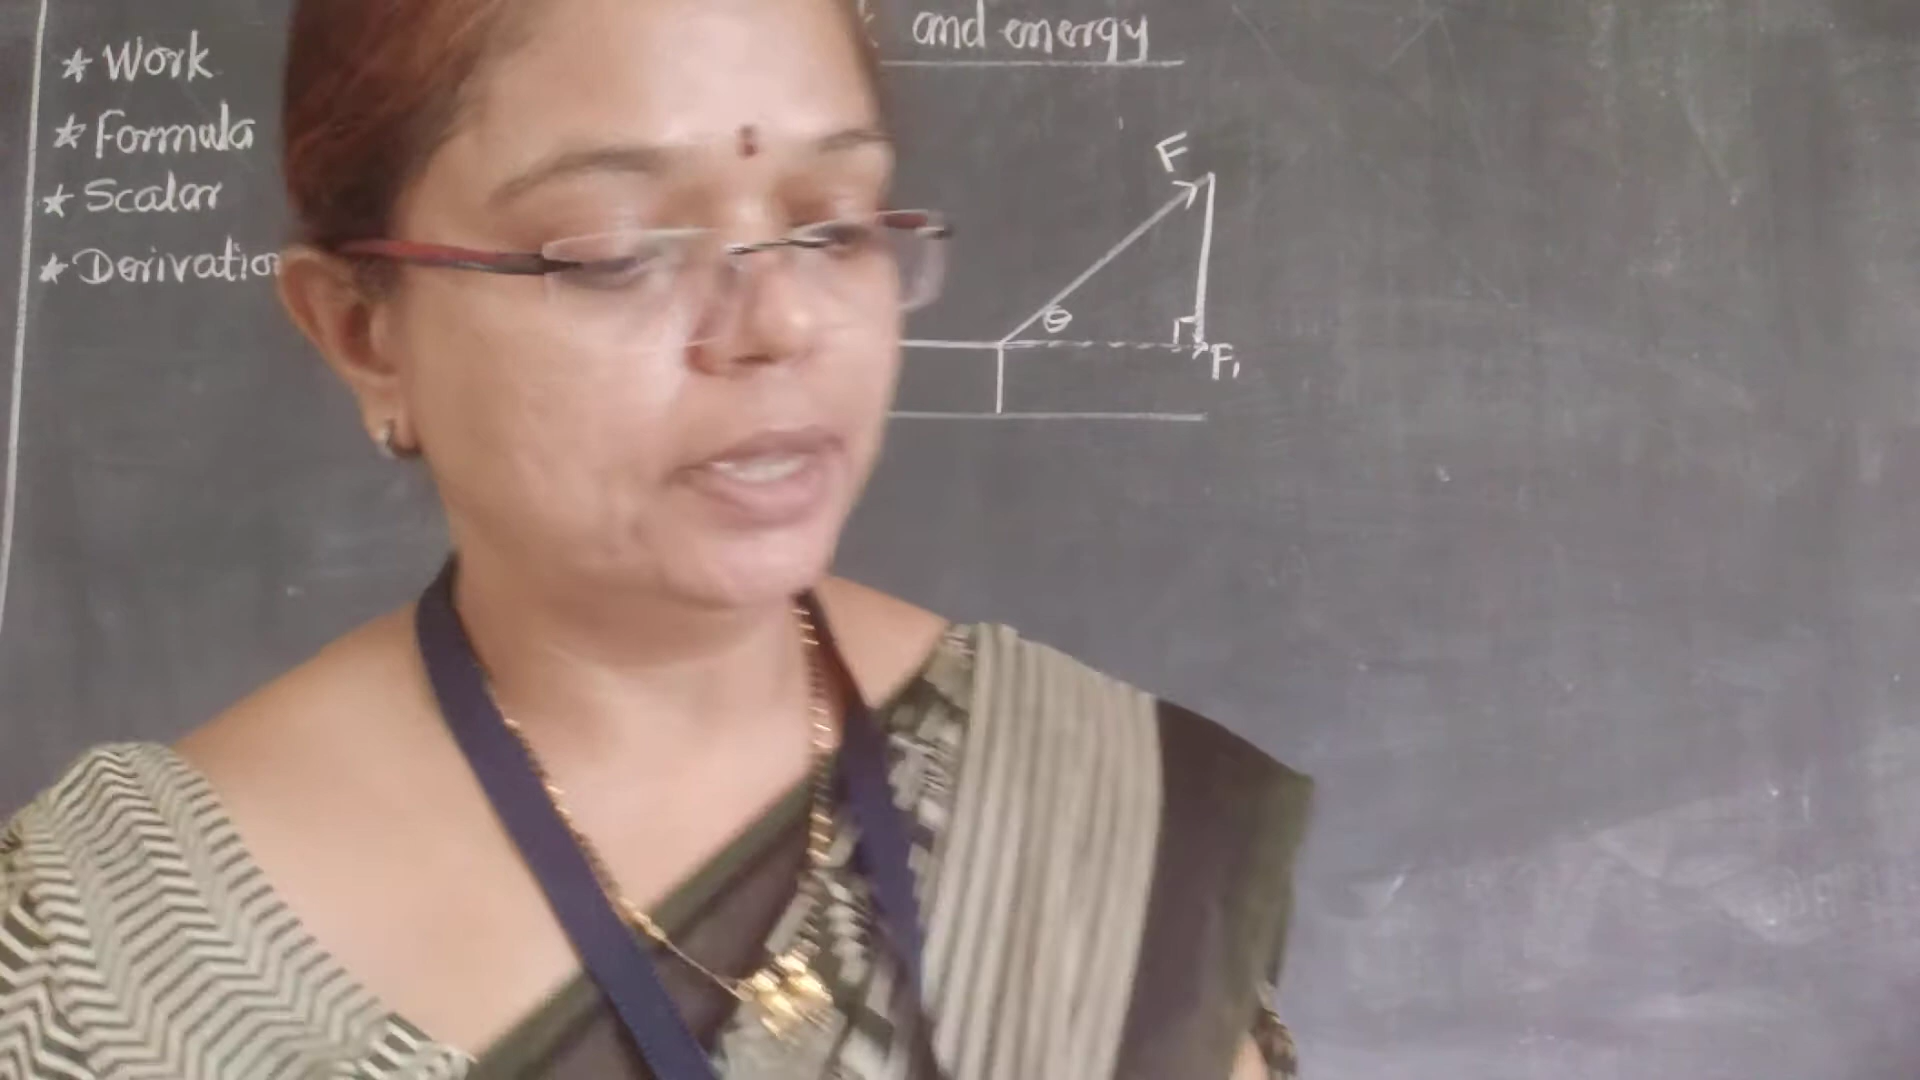 and energy
* Work
* Formula
* Scalar
* Derivation
F
θ
F₁